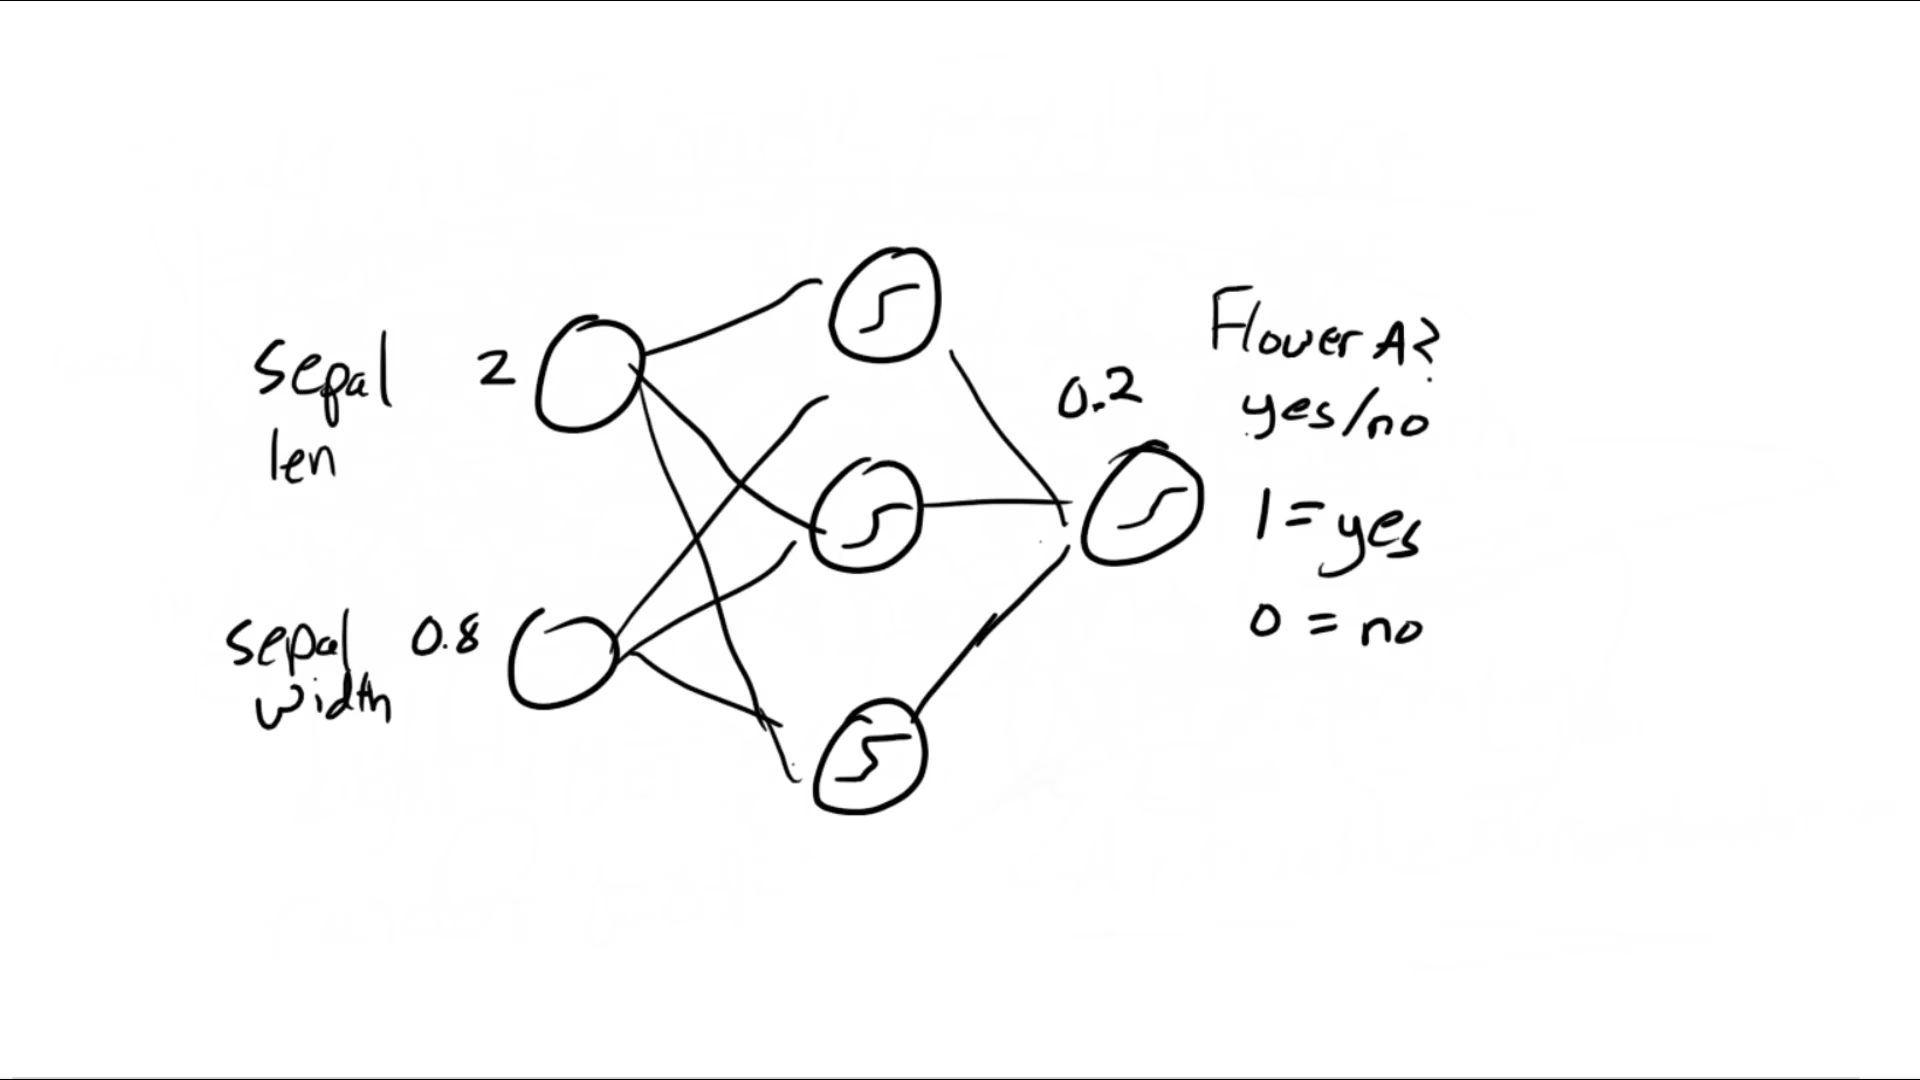 sepal
len
2
sepal
width
0.8
0.2
Flower A?
yes/no
1 = yes
0 = no